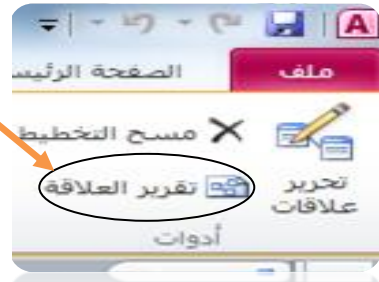 A
ملف الصفحة الرئيس
مسح التخطيط
تقرير العلاقة
تحرير
علاقات
أدوات